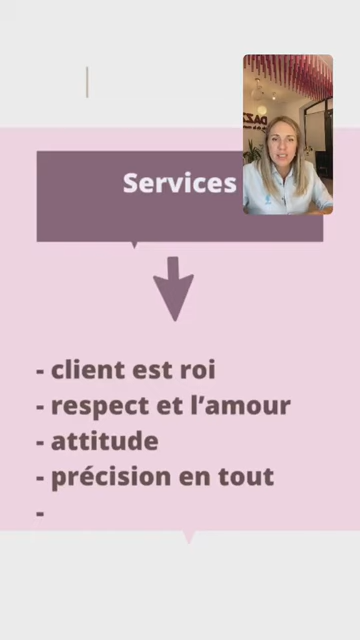 Services
- client est roi
- respect et l'amour
- attitude
- précision en tout
-